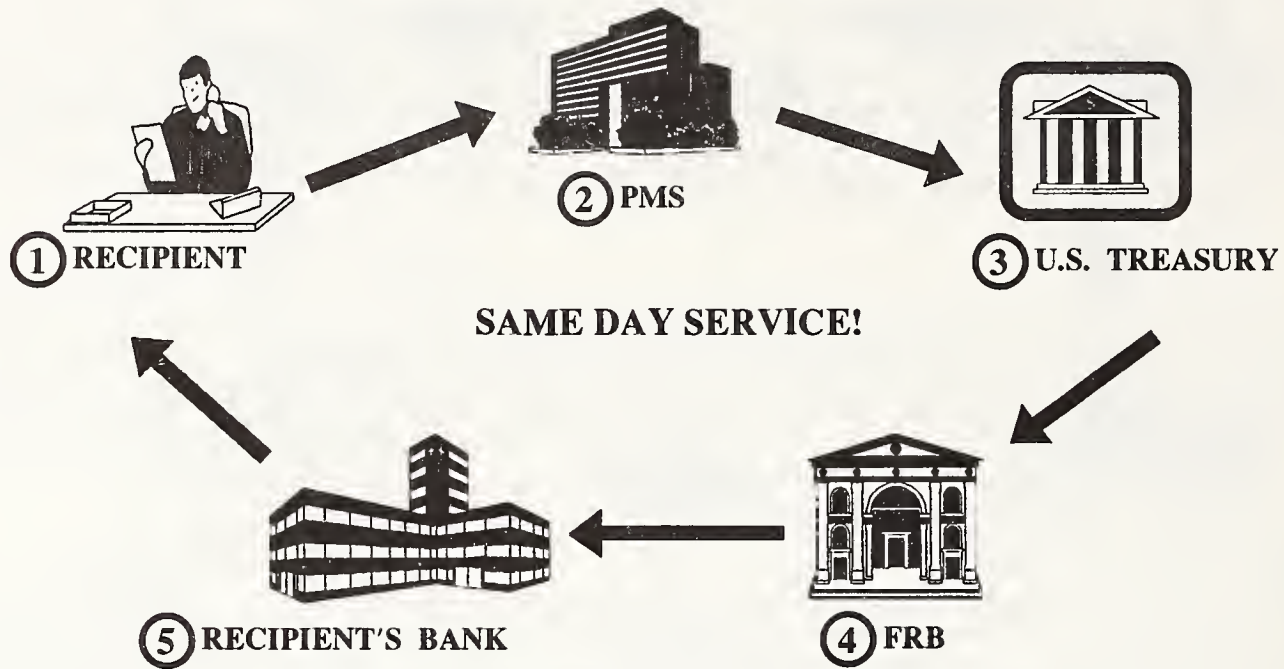 ① RECIPIENT
② PMS
③ U.S. TREASURY
SAME DAY SERVICE!
⑤ RECIPIENT'S BANK
④ FRB